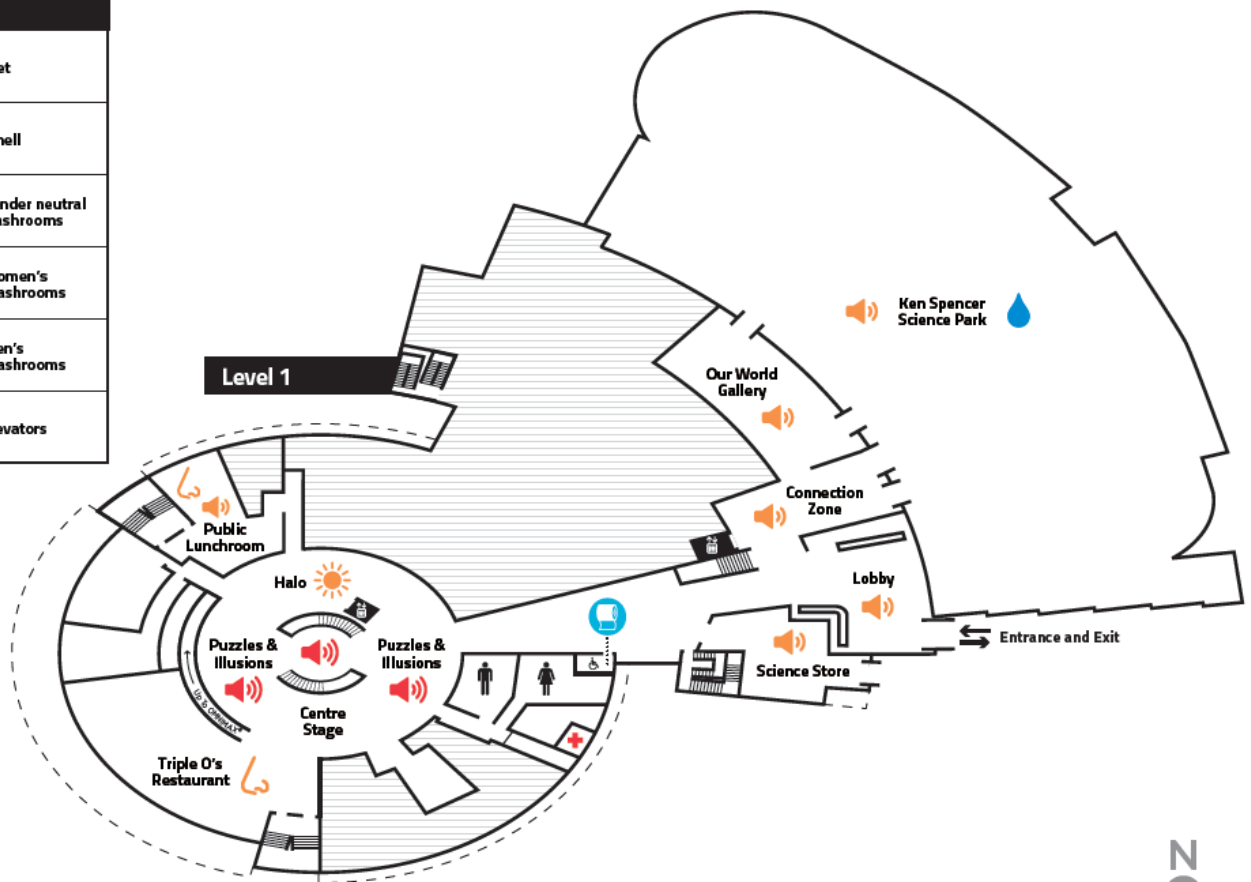 et
nell
nder neutral
ashrooms
omen's
ashrooms
en's
ashrooms
evators
Level 1
Ken Spencer
Science Park
Our World
Gallery
Connection
Zone
Public
Lunchroom
Halo
Lobby
Entrance and Exit
Puzzles &
Illusions
Puzzles &
Illusions
Science Store
Up To OMNIMAX®
Centre
Stage
Triple O's
Restaurant
N